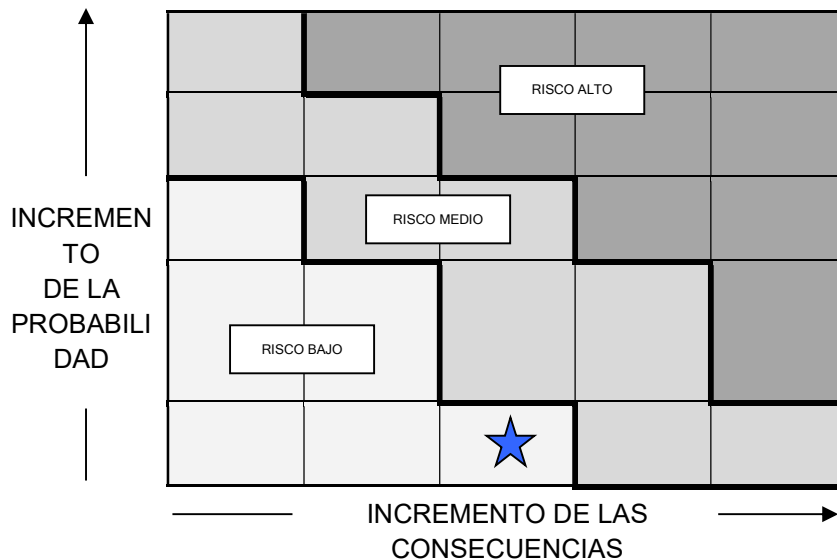 RISCO ALTO
RISCO MEDIO
INCREMEN
TO
DE LA
PROBABILI
DAD
RISCO BAJO
INCREMENTO DE LAS
CONSECUENCIAS